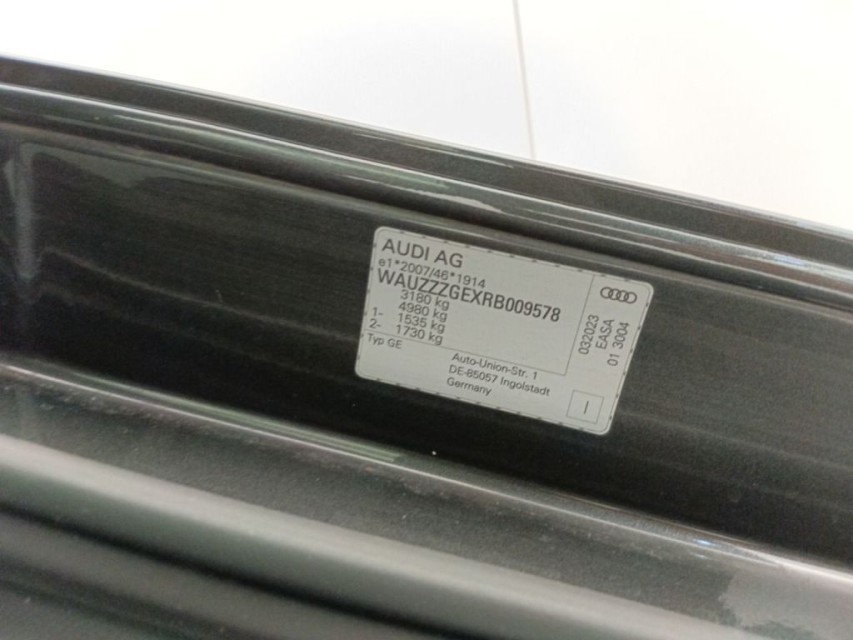 AUDI AG
e1*2007/46*1914
WAUZZZGEXRB009578
3180 kg
4980 kg
1- 1535 kg
2- 1730 kg
Typ GE
Auto-Union-Str. 1
DE-85057 Ingolstadt
Germany
032023
EASA
01 3004
I